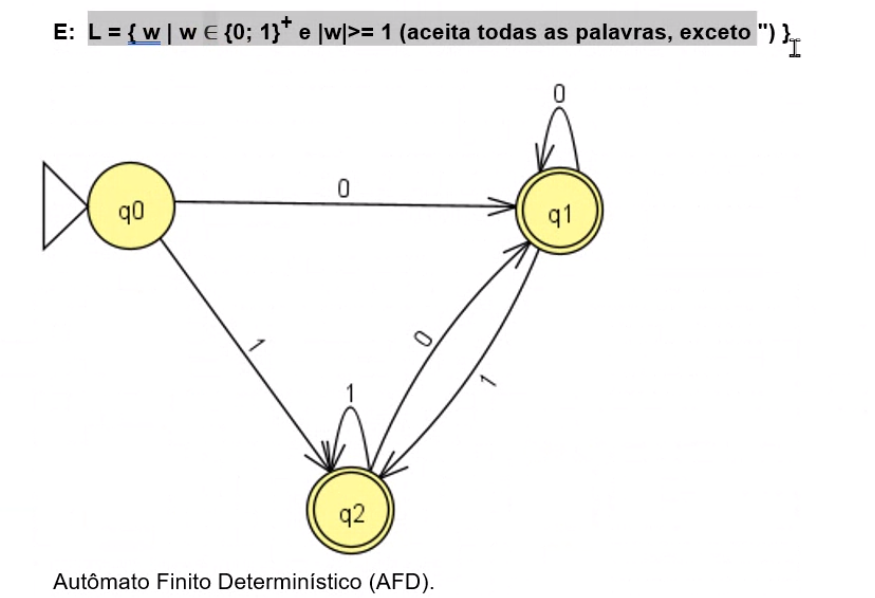 E: L = { w | w ∈ {0; 1}⁺ e |w|>= 1 (aceita todas as palavras, exceto ") }
0
0
q0
q1
0
1
1
1
q2
Autômato Finito Determinístico (AFD).